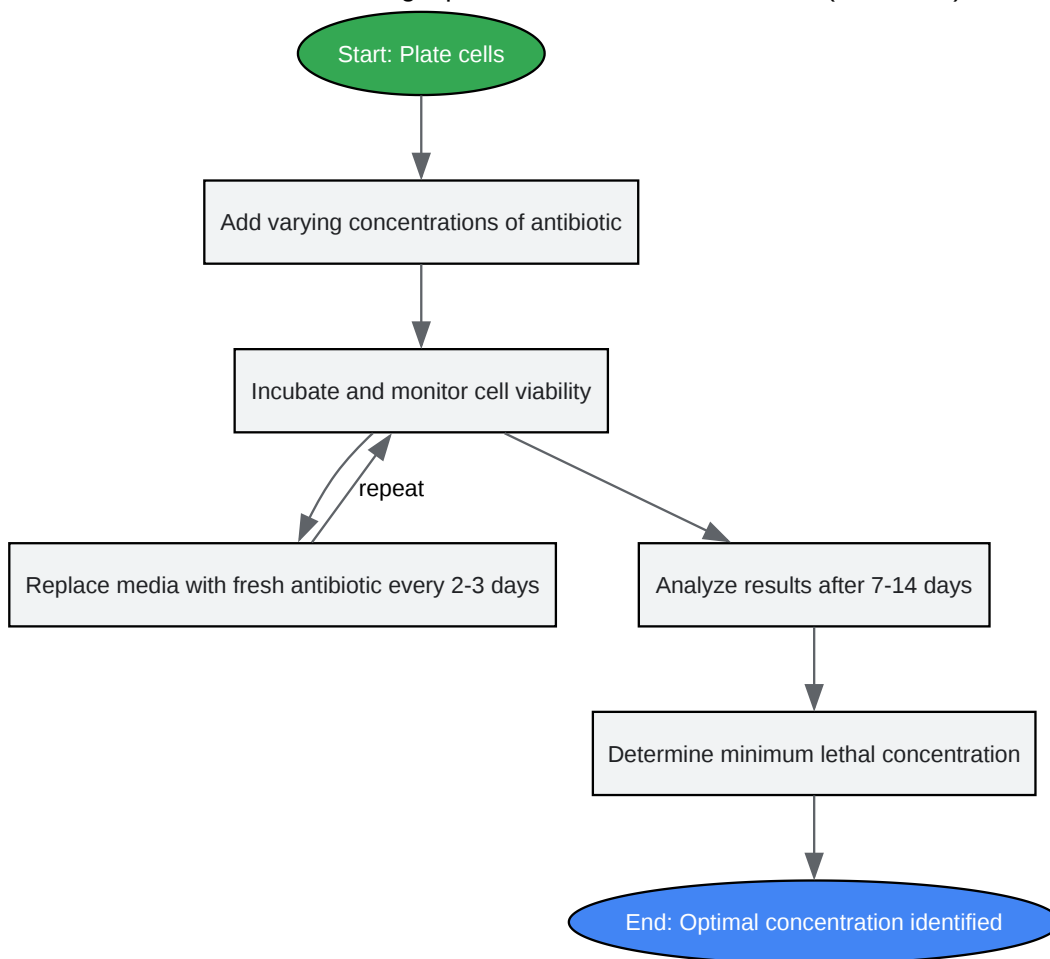 Start: Plate cells
Add varying concentrations of antibiotic
Incubate and monitor cell viability
repeat
Replace media with fresh antibiotic every 2-3 days
Analyze results after 7-14 days
Determine minimum lethal concentration
End: Optimal concentration identified